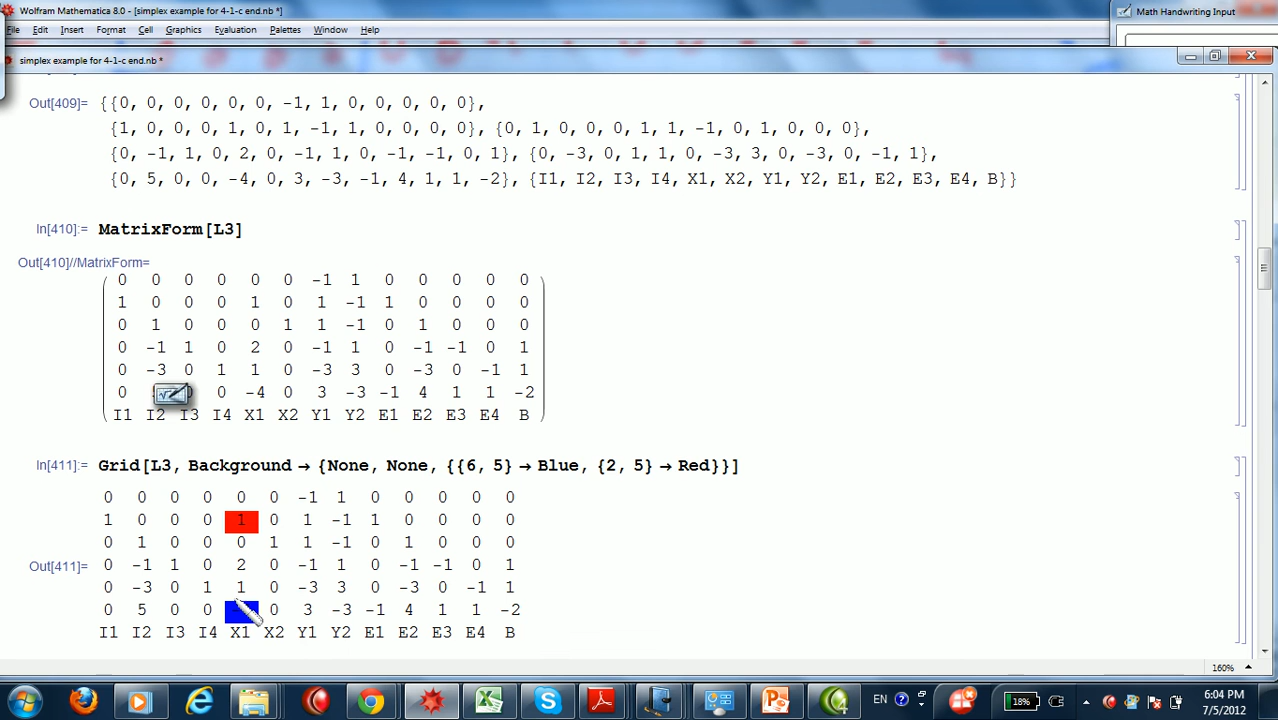 Wolfram Mathematica 8.0 - [simplex example for 4-1-c end.nb *]
Math Handwriting Input
File Edit Insert Format Cell Graphics Evaluation Palettes Window Help
simplex example for 4-1-c end.nb *
Out[409]= {{0, 0, 0, 0, 0, 0, -1, 1, 0, 0, 0, 0, 0},
{1, 0, 0, 0, 1, 0, 1, -1, 1, 0, 0, 0, 0}, {0, 1, 0, 0, 0, 1, 1, -1, 0, 1, 0, 0, 0},
{0, -1, 1, 0, 2, 0, -1, 1, 0, -1, -1, 0, 1}, {0, -3, 0, 1, 1, 0, -3, 3, 0, -3, 0, -1, 1},
{0, 5, 0, 0, -4, 0, 3, -3, -1, 4, 1, 1, -2}, {I1, I2, I3, I4, X1, X2, Y1, Y2, E1, E2, E3, E4, B}}
In[410]:= MatrixForm[L3]
Out[410]//MatrixForm=
0 0 0 0 0 0 -1 1 0 0 0 0 0
1 0 0 0 1 0 1 -1 1 0 0 0 0
0 1 0 0 0 1 1 -1 0 1 0 0 0
0 -1 1 0 2 0 -1 1 0 -1 -1 0 1
0 -3 0 1 1 0 -3 3 0 -3 0 -1 1
0 0 -4 0 3 -3 -1 4 1 1 -2
I1 I2 I3 I4 X1 X2 Y1 Y2 E1 E2 E3 E4 B
In[411]:= Grid[L3, Background → {None, None, {{6, 5} → Blue, {2, 5} → Red}}]
0 0 0 0 0 0 -1 1 0 0 0 0 0
1 0 0 0 1 0 1 -1 1 0 0 0 0
0 1 0 0 0 1 1 -1 0 1 0 0 0
Out[411]= 0 -1 1 0 2 0 -1 1 0 -1 -1 0 1
0 -3 0 1 1 0 -3 3 0 -3 0 -1 1
0 5 0 0 0 3 -3 -1 4 1 1 -2
I1 I2 I3 I4 X1 X2 Y1 Y2 E1 E2 E3 E4 B
160%
EN 18% 6:04 PM
7/5/2012